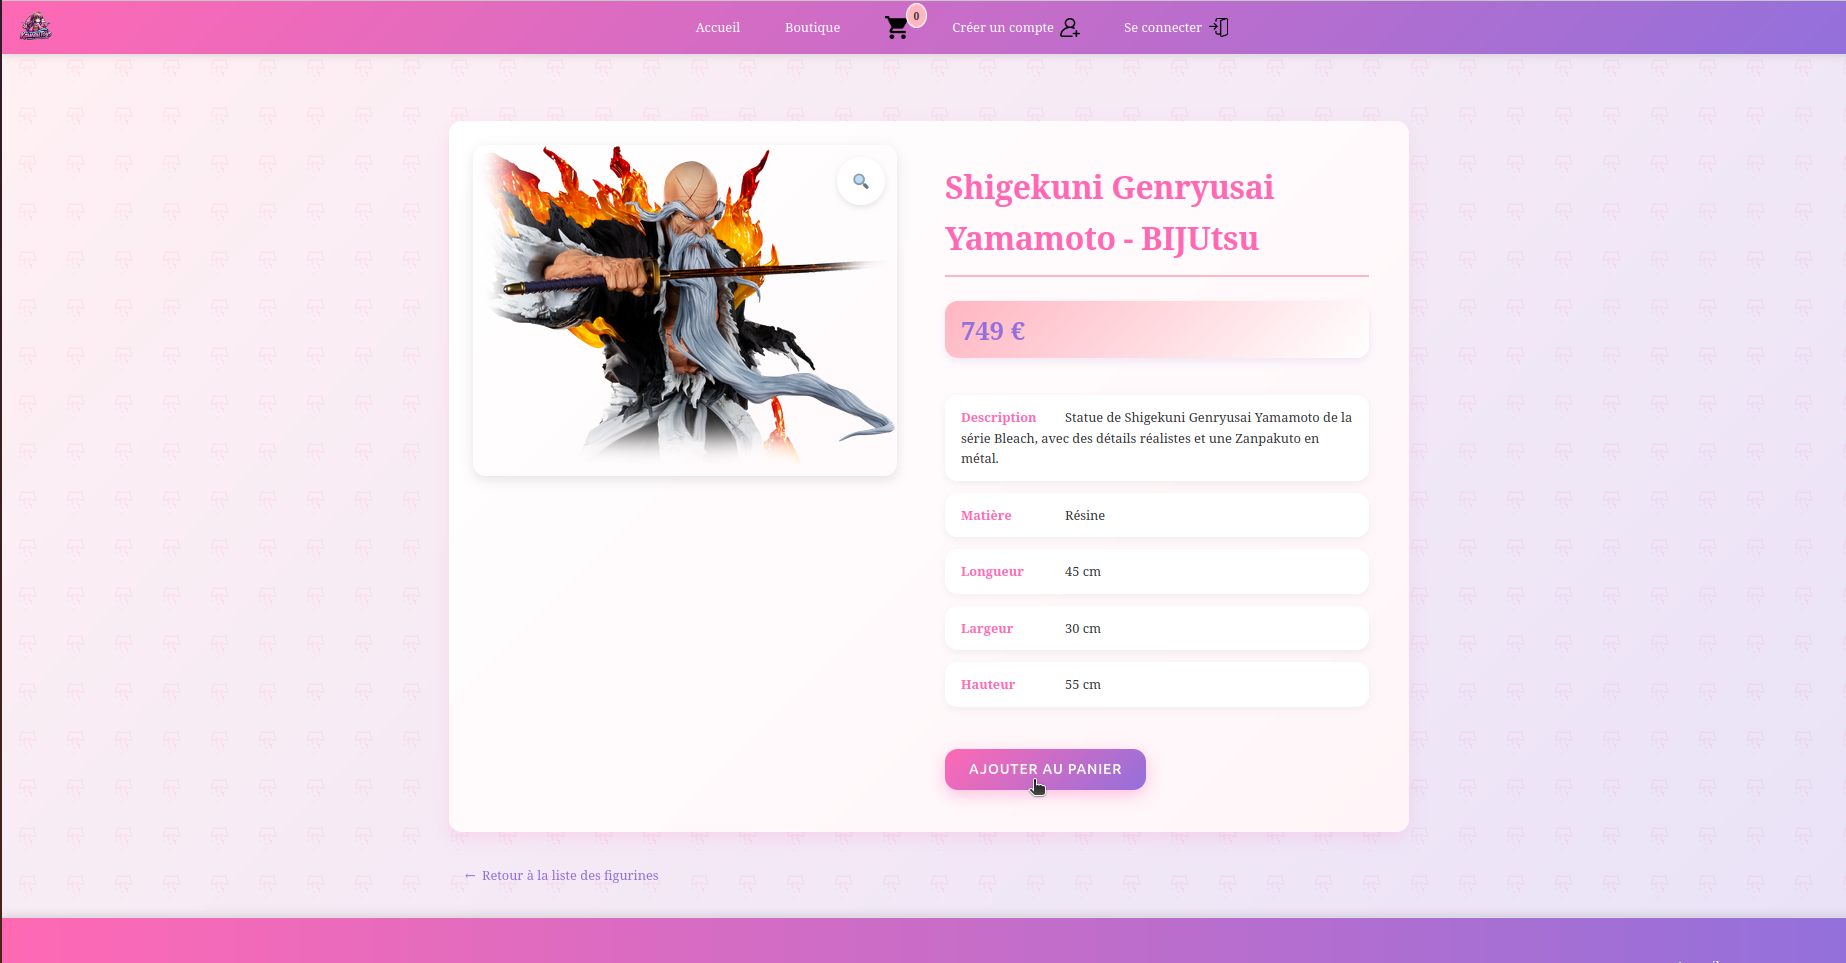 Accueil
Boutique
0
Créer un compte
Se connecter
Shigekuni Genryusai
Yamamoto - BIJUtsu
749 €
Description Statue de Shigekuni Genryusai Yamamoto de la
série Bleach, avec des détails réalistes et une Zanpakuto en
métal.
Matière Résine
Longueur 45 cm
Largeur 30 cm
Hauteur 55 cm
AJOUTER AU PANIER
← Retour à la liste des figurines